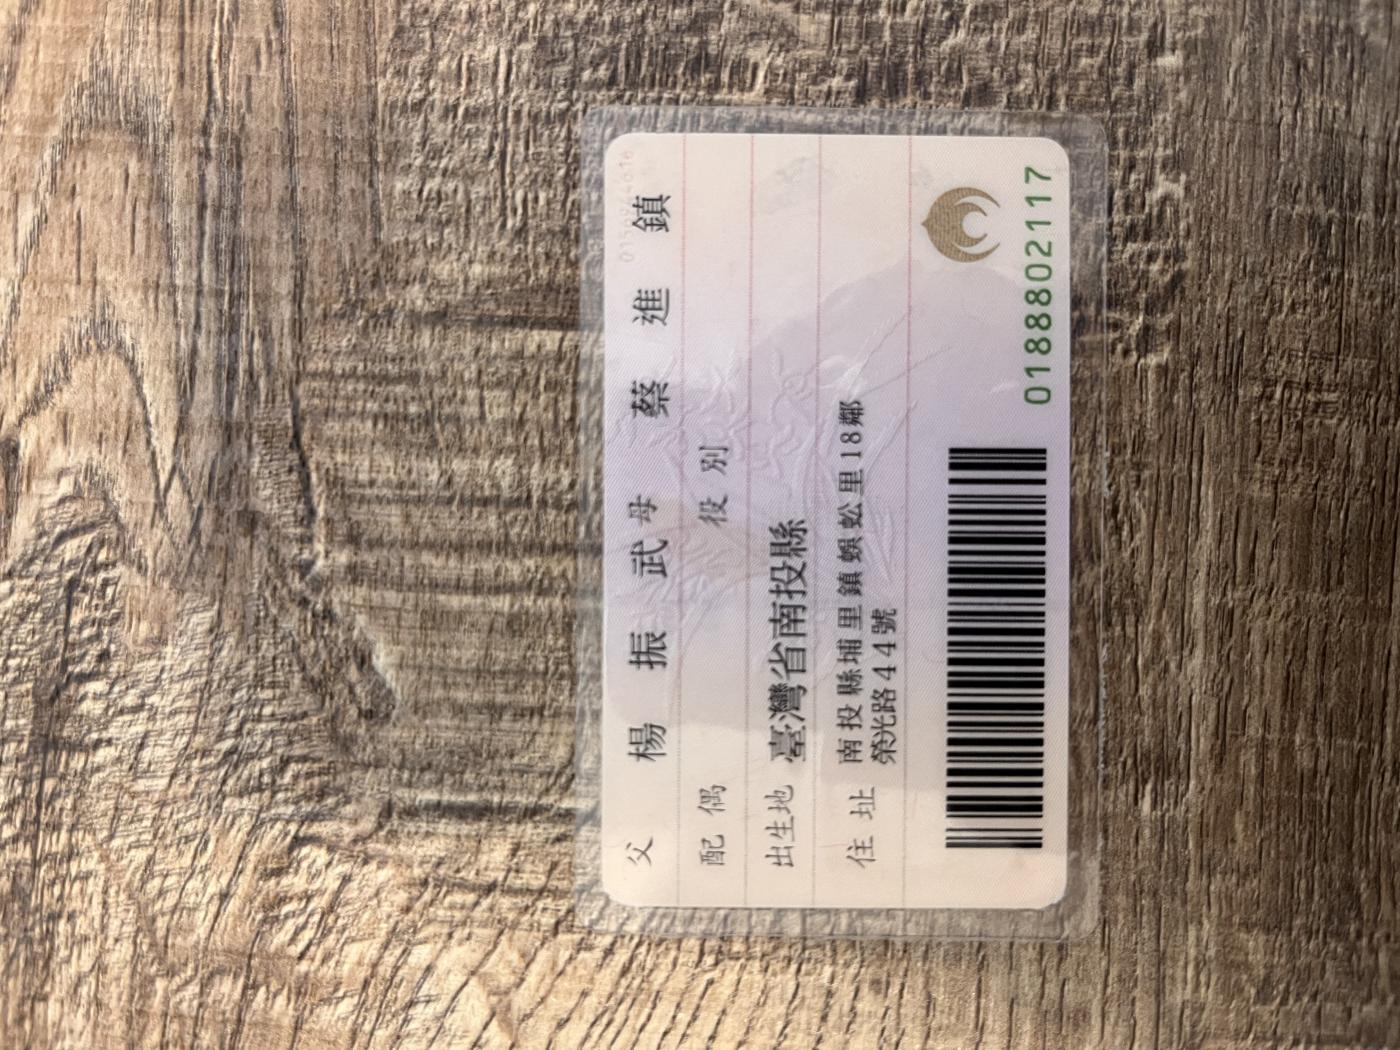 父 楊振武 母 蔡進鎮
配偶 役別
出生地 臺灣省南投縣
住址 南投縣埔里鎮蜈蚣里18鄰
榮光路44號
0188802117